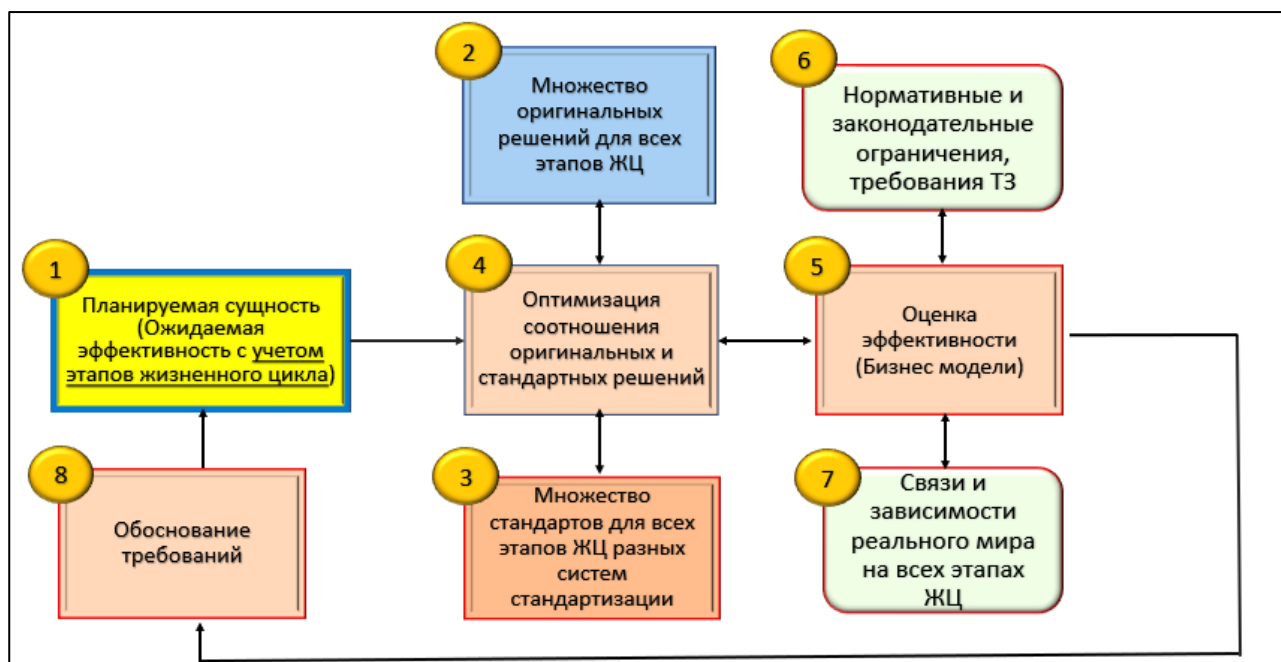 1
Планируемая сущность
(Ожидаемая
эффективность с учетом
этапов жизненного цикла)
2
Множество
оригинальных
решений для всех
этапов ЖЦ
3
Множество
стандартов для всех
этапов ЖЦ разных
систем
стандартизации
4
Оптимизация
соотношения
оригинальных и
стандартных решений
5
Оценка
эффективности
(Бизнес модели)
6
Нормативные и
законодательные
ограничения,
требования ТЗ
7
Связи и
зависимости
реального мира
на всех этапах
ЖЦ
8
Обоснование
требований